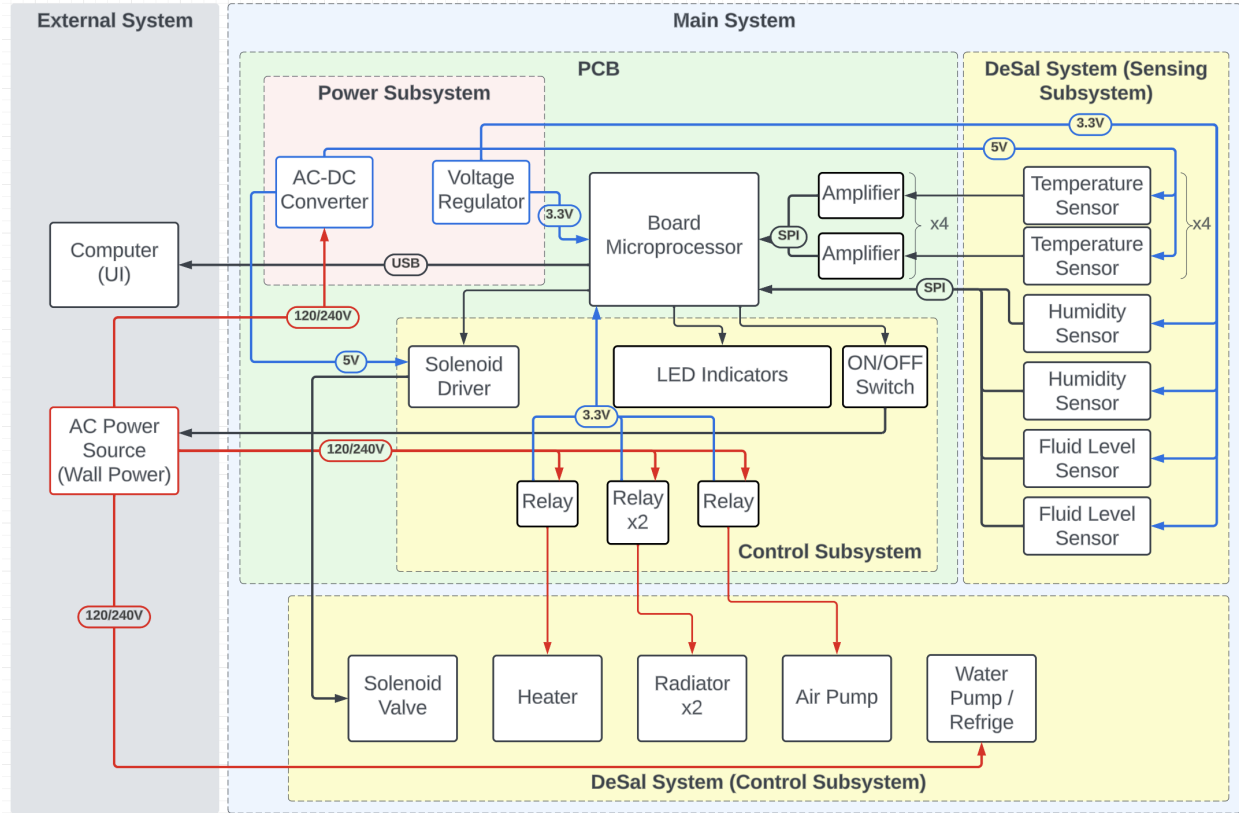 External System
Main System
PCB
DeSal System (Sensing
Subsystem)
Power Subsystem
3.3V
5V
AC-DC
Converter
Voltage
Regulator
3.3V
Board
Microprocessor
Amplifier
Amplifier
SPI
x4
Temperature
Sensor
Temperature
Sensor
x4
Computer
(UI)
USB
SPI
120/240V
Humidity
Sensor
Humidity
Sensor
Fluid Level
Sensor
Fluid Level
Sensor
5V
Solenoid
Driver
LED Indicators
ON/OFF
Switch
3.3V
AC Power
Source
(Wall Power)
120/240V
Relay
Relay
x2
Relay
Control Subsystem
120/240V
Solenoid
Valve
Heater
Radiator
x2
Air Pump
Water
Pump /
Refrige
DeSal System (Control Subsystem)